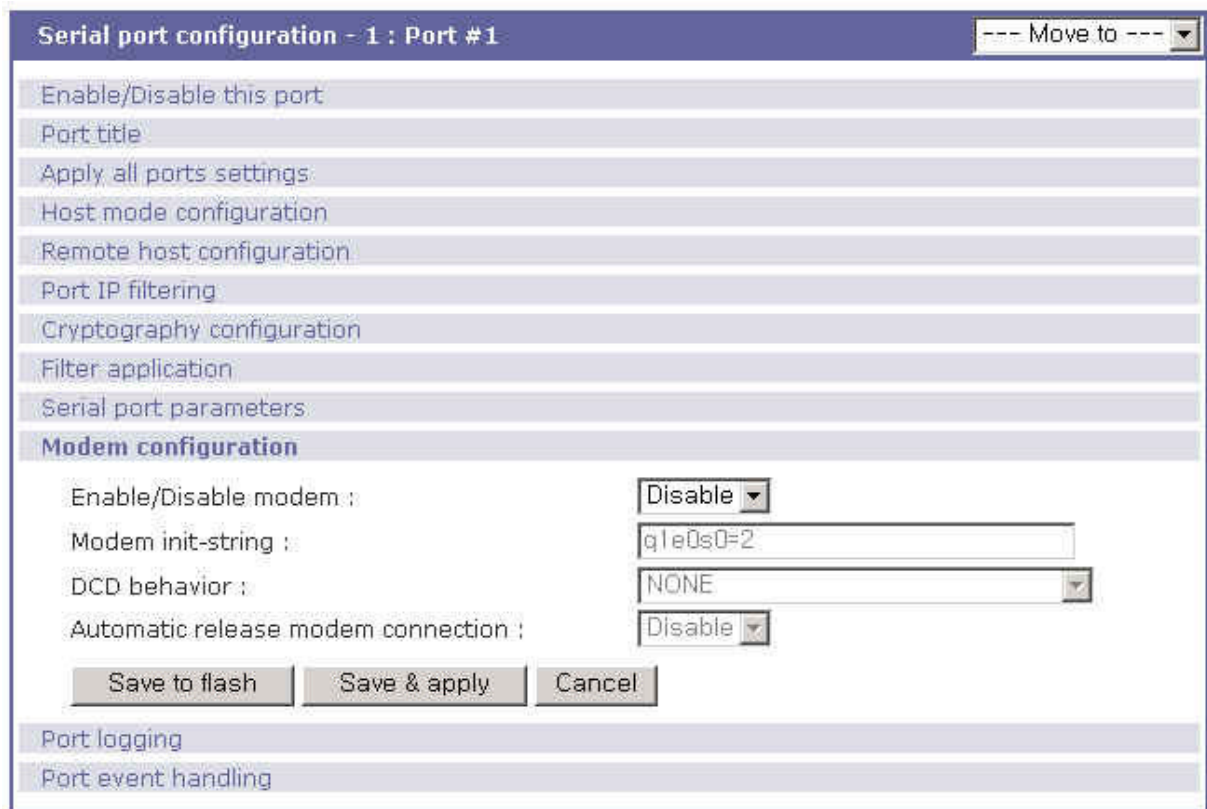 Serial port configuration - 1 : Port #1 --- Move to ---
Enable/Disable this port
Port title
Apply all ports settings
Host mode configuration
Remote host configuration
Port IP filtering
Cryptography configuration
Filter application
Serial port parameters
Modem configuration
Enable/Disable modem : Disable
Modem init-string : q1e0s0=2
DCD behavior : NONE
Automatic release modem connection : Disable
Save to flash Save & apply Cancel
Port logging
Port event handling